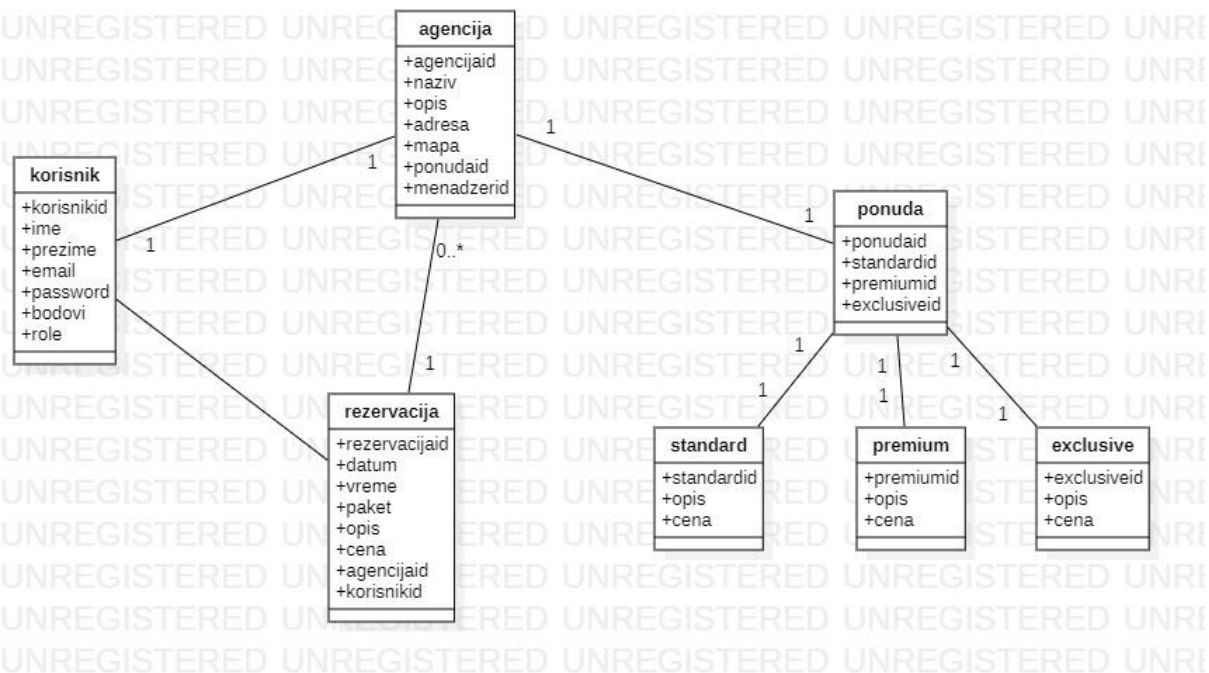 agencija
+agencijaid
+naziv
+opis
+adresa
+mapa
+ponudaid
+menadzerid
1
1
1
1
0..*
1
korisnik
+korisnikid
+ime
+prezime
+email
+password
+bodovi
+role
rezervacija
+rezervacijaid
+datum
+vreme
+paket
+opis
+cena
+agencijaid
+korisnikid
ponuda
+ponudaid
+standardid
+premiumid
+exclusiveid
1
1
1
1
1
1
standard
+standardid
+opis
+cena
premium
+premiumid
+opis
+cena
exclusive
+exclusiveid
+opis
+cena
UNREGISTERED